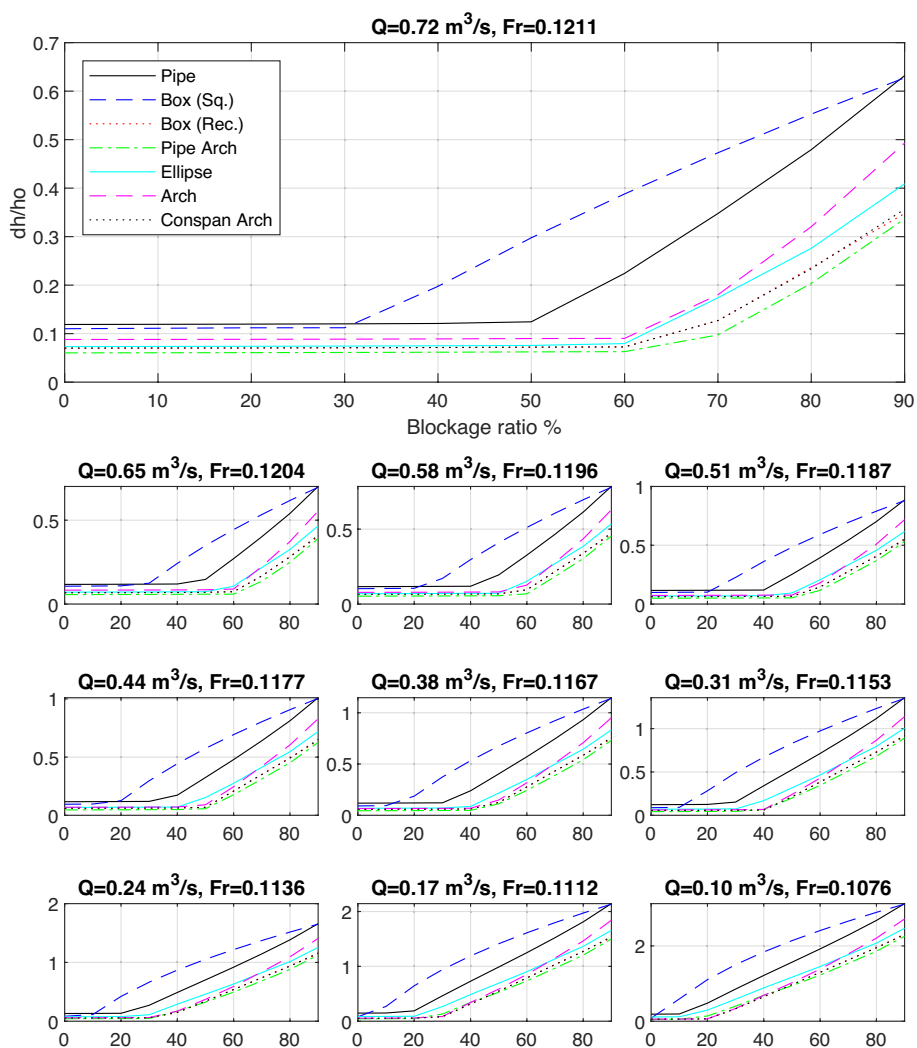 Q=0.72 m³/s, Fr=0.1211
0.7
0.6
0.5
0.4
0.3
0.2
0.1
0
dh/ho
Pipe
Box (Sq.)
Box (Rec.)
Pipe Arch
Ellipse
Arch
Conspan Arch
0 10 20 30 40 50 60 70 80 90
Blockage ratio %
Q=0.65 m³/s, Fr=0.1204
0.5
0
0 20 40 60 80
Q=0.58 m³/s, Fr=0.1196
0.5
0
0 20 40 60 80
Q=0.51 m³/s, Fr=0.1187
1
0.5
0
0 20 40 60 80
Q=0.44 m³/s, Fr=0.1177
1
0.5
0
0 20 40 60 80
Q=0.38 m³/s, Fr=0.1167
1
0.5
0
0 20 40 60 80
Q=0.31 m³/s, Fr=0.1153
1
0.5
0
0 20 40 60 80
Q=0.24 m³/s, Fr=0.1136
2
1
0
0 20 40 60 80
Q=0.17 m³/s, Fr=0.1112
2
1
0
0 20 40 60 80
Q=0.10 m³/s, Fr=0.1076
2
0
0 20 40 60 80